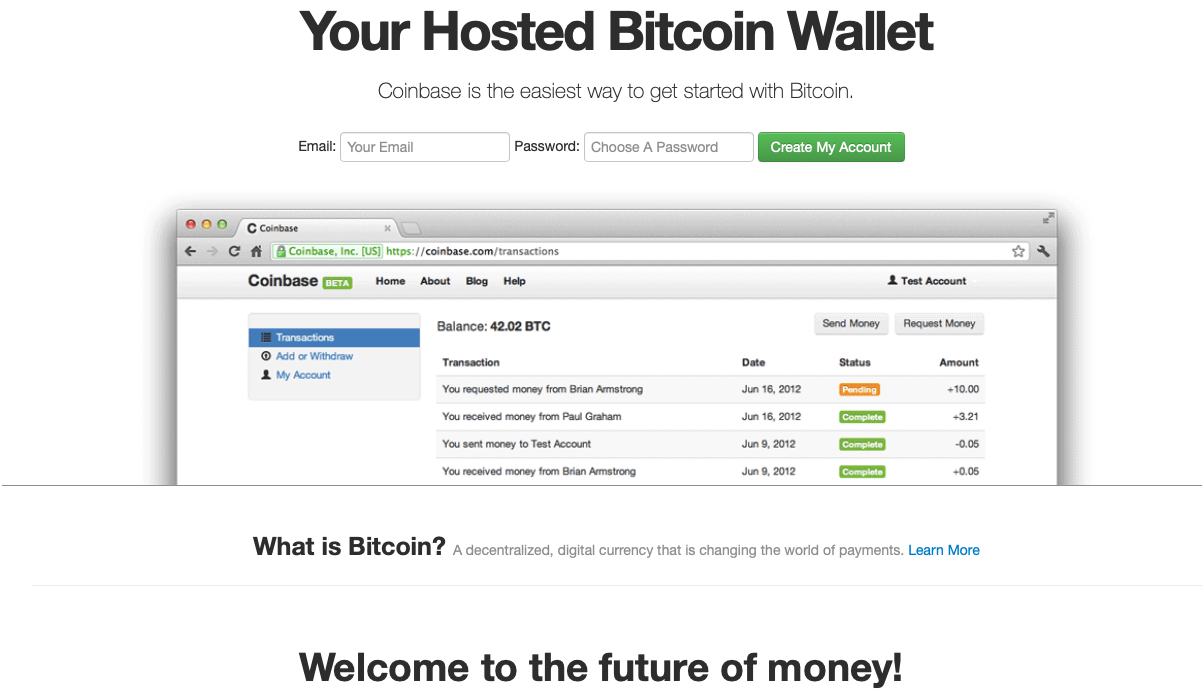 Your Hosted Bitcoin Wallet
Coinbase is the easiest way to get started with Bitcoin.
Email: Your Email Password: Choose A Password Create My Account
Coinbase
Coinbase, Inc. [US] https://coinbase.com/transactions
Coinbase BETA Home About Blog Help Test Account
Transactions
Add or Withdraw
My Account
Balance: 42.02 BTC Send Money Request Money
Transaction Date Status Amount
You requested money from Brian Armstrong Jun 16, 2012 Pending +10.00
You received money from Paul Graham Jun 16, 2012 Complete +3.21
You sent money to Test Account Jun 9, 2012 Complete -0.05
You received money from Brian Armstrong Jun 9, 2012 Complete +0.05
What is Bitcoin? A decentralized, digital currency that is changing the world of payments. Learn More
Welcome to the future of money!